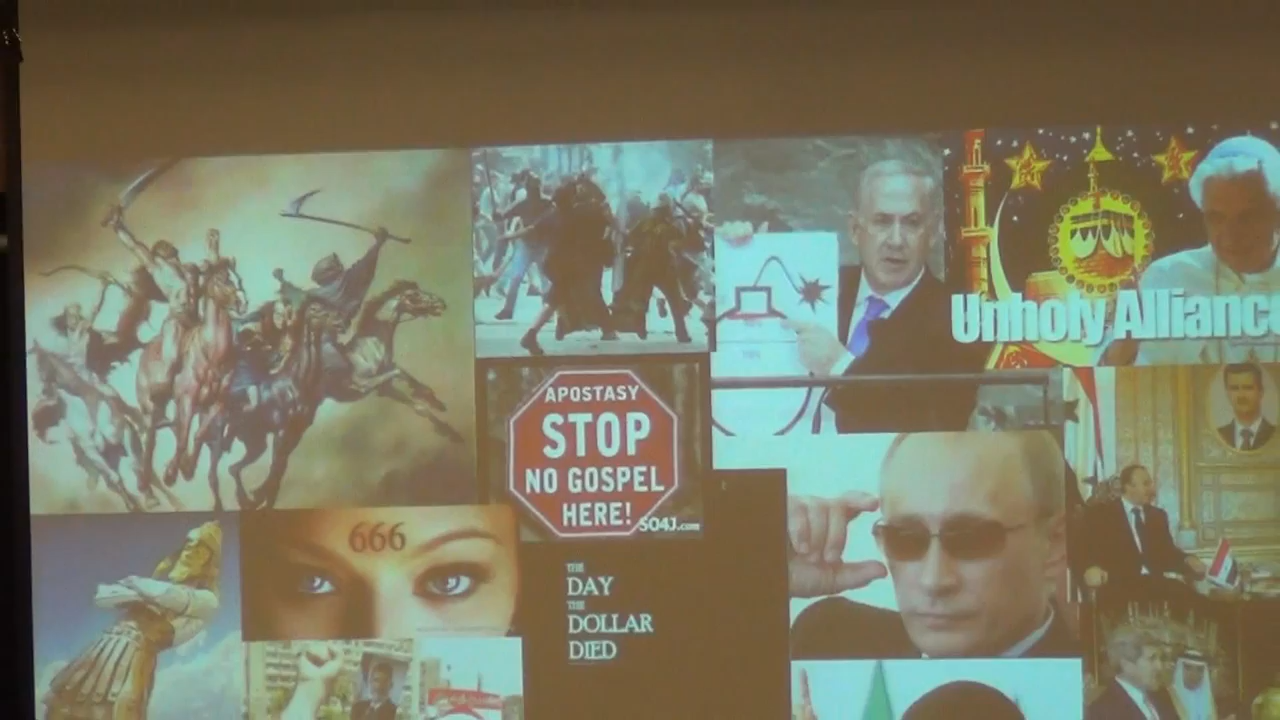 Unholy Alliance
APOSTASY
STOP
NO GOSPEL
HERE!
SO4J.com
666
THE
DAY
THE
DOLLAR
DIED